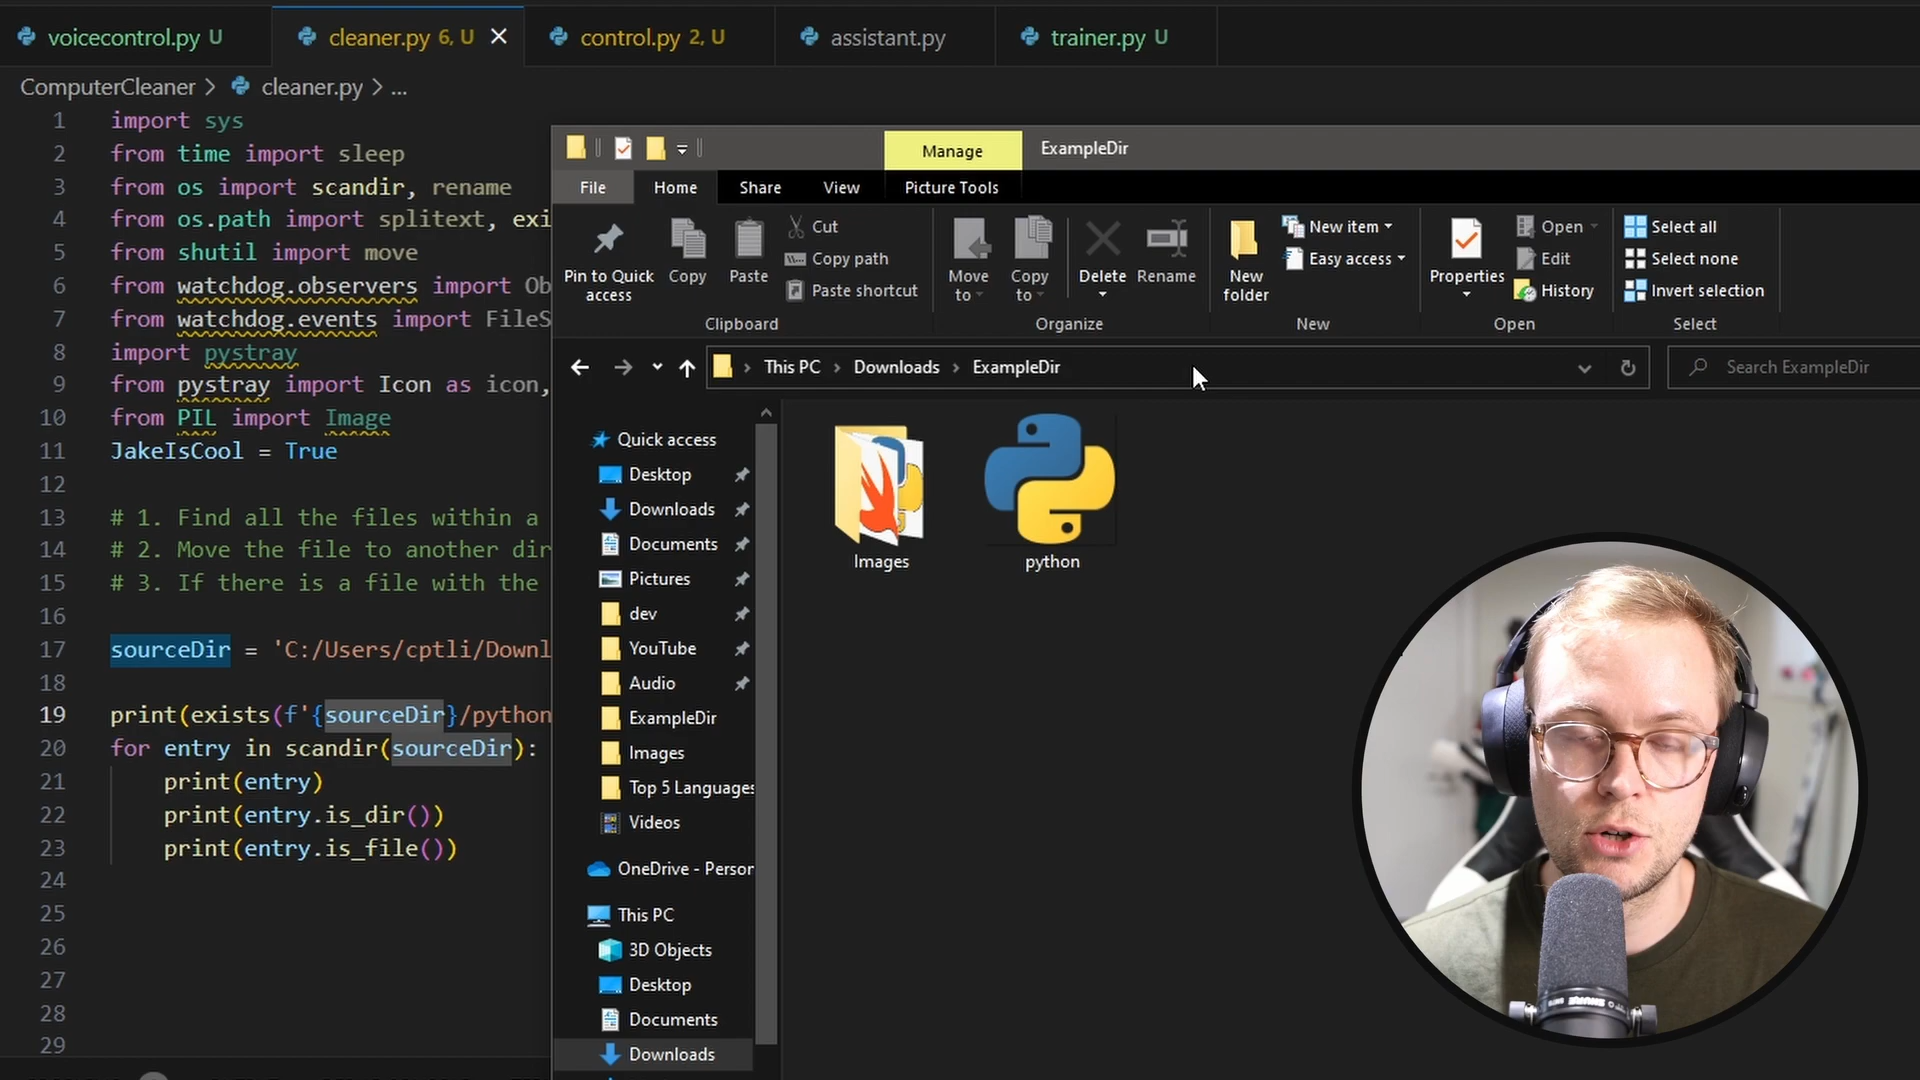 voicecontrol.py U
cleaner.py 6, U
control.py 2, U
assistant.py
trainer.py U
ComputerCleaner > cleaner.py > ...
1 import sys
2 from time import sleep
3 from os import scandir, rename
4 from os.path import splitext, exi
5 from shutil import move
6 from watchdog.observers import Ob
7 from watchdog.events import FileS
8 import pystray
9 from pystray import Icon as icon,
10 from PIL import Image
11 JakeIsCool = True
12
13 # 1. Find all the files within a
14 # 2. Move the file to another dir
15 # 3. If there is a file with the
16
17 sourceDir = 'C:/Users/cptli/Downl
18
19 print(exists(f'{sourceDir}/python
20 for entry in scandir(sourceDir):
21 print(entry)
22 print(entry.is_dir())
23 print(entry.is_file())
24
25
26
27
28
29
Manage
ExampleDir
File
Home
Share
View
Picture Tools
Pin to Quick access
Copy
Paste
Cut
Copy path
Paste shortcut
Clipboard
Move to
Copy to
Delete
Rename
Organize
New folder
New item
Easy access
New
Properties
Open
Edit
History
Open
Select all
Select none
Invert selection
Select
This PC > Downloads > ExampleDir
Search ExampleDir
Quick access
Desktop
Downloads
Documents
Pictures
dev
YouTube
Audio
ExampleDir
Images
Top 5 Languages
Videos
OneDrive - Person
This PC
3D Objects
Desktop
Documents
Downloads
Images
python